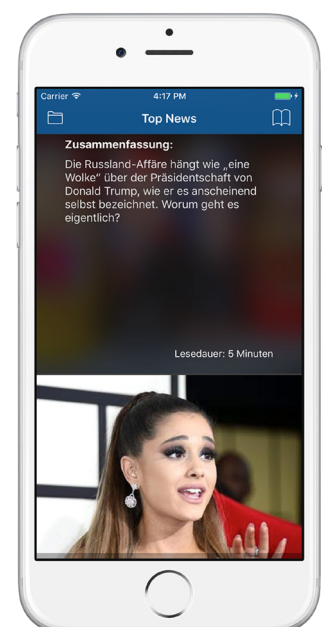 Carrier 4:17 PM
Top News
Zusammenfassung:
Die Russland-Affäre hängt wie „eine
Wolke“ über der Präsidentschaft von
Donald Trump, wie er es anscheinend
selbst bezeichnet. Worum geht es
eigentlich?
Lesedauer: 5 Minuten